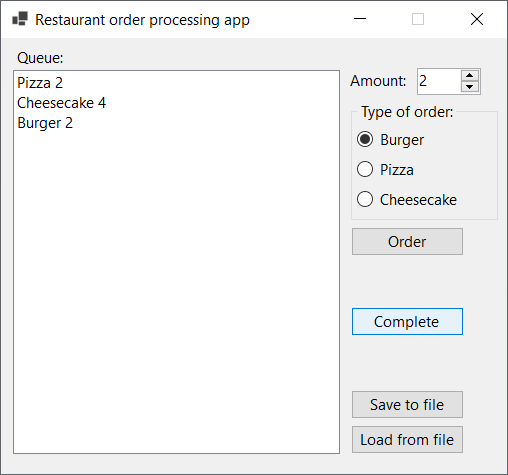 Restaurant order processing app
Queue:
Pizza 2
Cheesecake 4
Burger 2
Amount: 2
Type of order:
Burger
Pizza
Cheesecake
Order
Complete
Save to file
Load from file